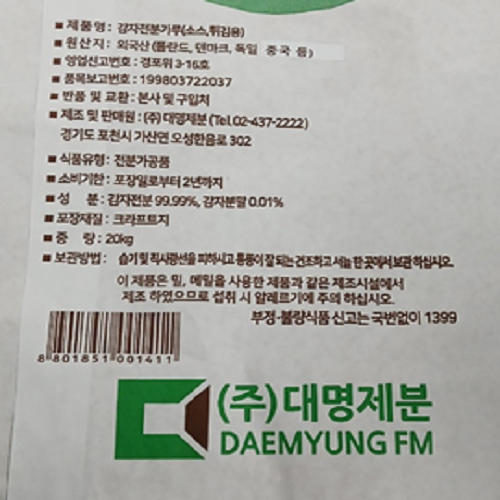 ■ 제품명 : 감자전분가루(소스,튀김용)
■ 원산지 : 외국산 (폴란드, 덴마크, 독일 중국 등)
■ 영업신고번호 : 경포위 3-16호
■ 품목보고번호 : 199803722037
■ 반품 및 교환 : 본사 및 구입처
■ 제조 및 판매원 : (주) 대명제분 (Tel.02-437-2222)
경기도 포천시 가산면 오성한음로 302
■ 식품유형 : 전분가공품
■ 소비기한 : 포장일로부터 2년까지
■ 성 분 : 감자전분 99.99%, 감자분말 0.01%
■ 포장재질 : 크라프트지
■ 중 량 : 20kg
■ 보관방법 : 습기 및 직사광선을 피하시고 통풍이 잘 되는 건조하고 서늘한 곳에서 보관 하십시오.
이 제품은 밀, 메밀을 사용한 제품과 같은 제조시설에서
제조 하였으므로 섭취 시 알레르기에 주의 하십시오.
부정·불량식품 신고는 국번없이 1399
8 801851 001411
(주)대명제분
DAEMYUNG FM